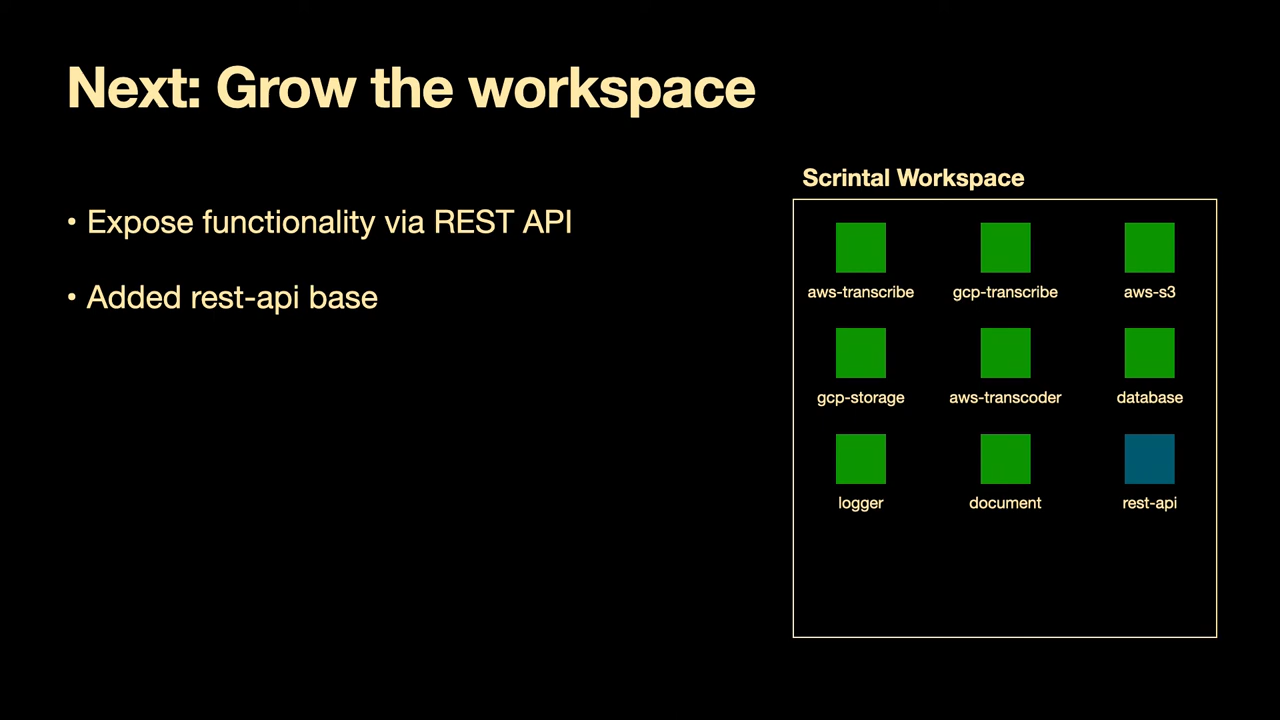 Next: Grow the workspace
• Expose functionality via REST API
• Added rest-api base
Scrintal Workspace
aws-transcribe gcp-transcribe aws-s3
gcp-storage aws-transcoder database
logger document rest-api